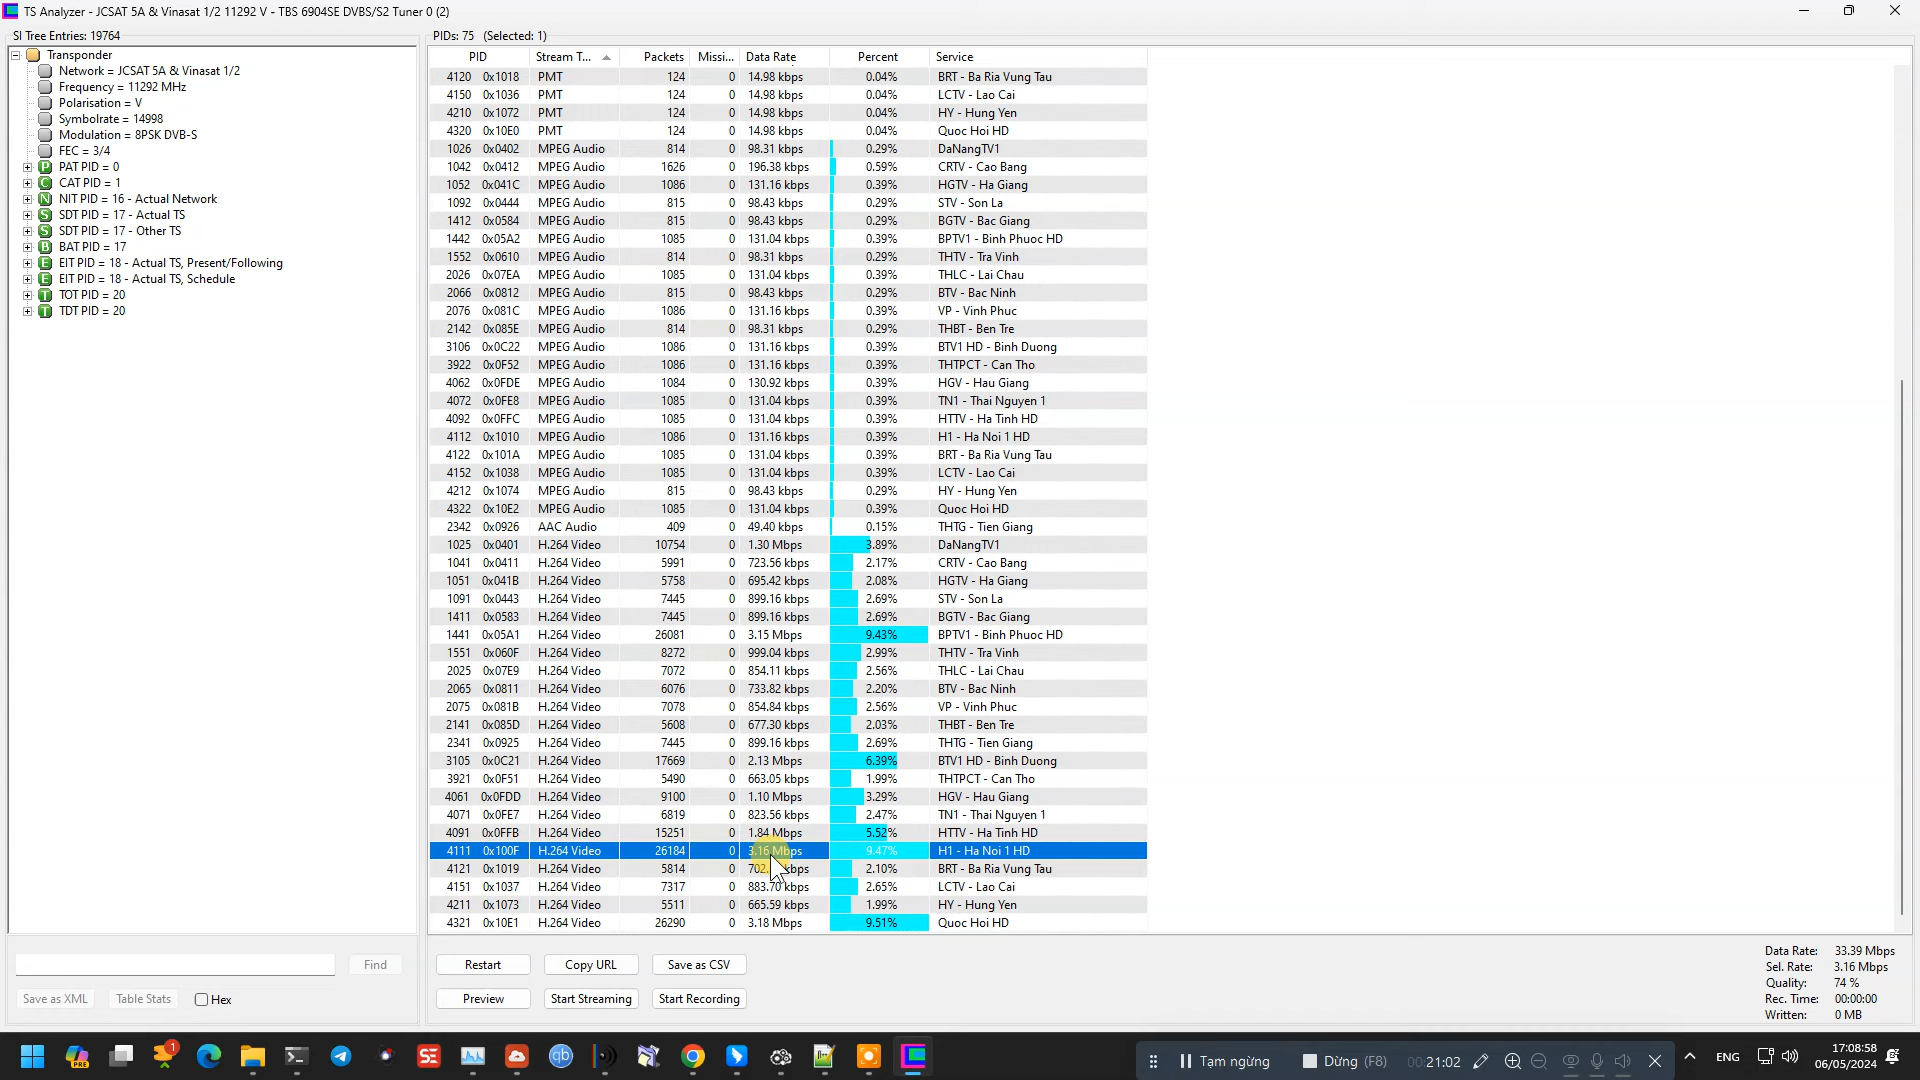 TS Analyzer - JCSAT 5A & Vinasat 1/2 11292 V - TBS 6904SE DVBS/S2 Tuner 0 (2)
SI Tree Entries: 19764
Transponder
Network = JCSAT 5A & Vinasat 1/2
Frequency = 11292 MHz
Polarisation = V
Symbolrate = 14998
Modulation = 8PSK DVB-S
FEC = 3/4
PAT PID = 0
CAT PID = 1
NIT PID = 16 - Actual Network
SDT PID = 17 - Actual TS
SDT PID = 17 - Other TS
BAT PID = 17
EIT PID = 18 - Actual TS, Present/Following
EIT PID = 18 - Actual TS, Schedule
TOT PID = 20
TDT PID = 20
Find
Save as XML Table Stats Hex
PIDs: 75 (Selected: 1)
PID Stream T... Packets Missi... Data Rate Percent Service
4120 0x1018 PMT 124 0 14.98 kbps 0.04% BRT - Ba Ria Vung Tau
4150 0x1036 PMT 124 0 14.98 kbps 0.04% LCTV - Lao Cai
4210 0x1072 PMT 124 0 14.98 kbps 0.04% HY - Hung Yen
4320 0x10E0 PMT 124 0 14.98 kbps 0.04% Quoc Hoi HD
1026 0x0402 MPEG Audio 814 0 98.31 kbps 0.29% DaNangTV1
1042 0x0412 MPEG Audio 1626 0 196.38 kbps 0.59% CRTV - Cao Bang
1052 0x041C MPEG Audio 1086 0 131.16 kbps 0.39% HGTV - Ha Giang
1092 0x0444 MPEG Audio 815 0 98.43 kbps 0.29% STV - Son La
1412 0x0584 MPEG Audio 815 0 98.43 kbps 0.29% BGTV - Bac Giang
1442 0x05A2 MPEG Audio 1085 0 131.04 kbps 0.39% BPTV1 - Binh Phuoc HD
1552 0x0610 MPEG Audio 814 0 98.31 kbps 0.29% THTV - Tra Vinh
2026 0x07EA MPEG Audio 1085 0 131.04 kbps 0.39% THLC - Lai Chau
2066 0x0812 MPEG Audio 815 0 98.43 kbps 0.29% BTV - Bac Ninh
2076 0x081C MPEG Audio 1086 0 131.16 kbps 0.39% VP - Vinh Phuc
2142 0x085E MPEG Audio 814 0 98.31 kbps 0.29% THBT - Ben Tre
3106 0x0C22 MPEG Audio 1086 0 131.16 kbps 0.39% BTV1 HD - Binh Duong
3922 0x0F52 MPEG Audio 1086 0 131.16 kbps 0.39% THTPCT - Can Tho
4062 0x0FDE MPEG Audio 1084 0 130.92 kbps 0.39% HGV - Hau Giang
4072 0x0FE8 MPEG Audio 1085 0 131.04 kbps 0.39% TN1 - Thai Nguyen 1
4092 0x0FFC MPEG Audio 1085 0 131.04 kbps 0.39% HTTV - Ha Tinh HD
4112 0x1010 MPEG Audio 1086 0 131.16 kbps 0.39% H1 - Ha Noi 1 HD
4122 0x101A MPEG Audio 1085 0 131.04 kbps 0.39% BRT - Ba Ria Vung Tau
4152 0x1038 MPEG Audio 1085 0 131.04 kbps 0.39% LCTV - Lao Cai
4212 0x1074 MPEG Audio 815 0 98.43 kbps 0.29% HY - Hung Yen
4322 0x10E2 MPEG Audio 1085 0 131.04 kbps 0.39% Quoc Hoi HD
2342 0x0926 AAC Audio 409 0 49.40 kbps 0.15% THTG - Tien Giang
1025 0x0401 H.264 Video 10754 0 1.30 Mbps 3.89% DaNangTV1
1041 0x0411 H.264 Video 5991 0 723.56 kbps 2.17% CRTV - Cao Bang
1051 0x041B H.264 Video 5758 0 695.42 kbps 2.08% HGTV - Ha Giang
1091 0x0443 H.264 Video 7445 0 899.16 kbps 2.69% STV - Son La
1411 0x0583 H.264 Video 7445 0 899.16 kbps 2.69% BGTV - Bac Giang
1441 0x05A1 H.264 Video 26081 0 3.15 Mbps 9.43% BPTV1 - Binh Phuoc HD
1551 0x060F H.264 Video 8272 0 999.04 kbps 2.99% THTV - Tra Vinh
2025 0x07E9 H.264 Video 7072 0 854.11 kbps 2.56% THLC - Lai Chau
2065 0x0811 H.264 Video 6076 0 733.82 kbps 2.20% BTV - Bac Ninh
2075 0x081B H.264 Video 7078 0 854.84 kbps 2.56% VP - Vinh Phuc
2141 0x085D H.264 Video 5608 0 677.30 kbps 2.03% THBT - Ben Tre
2341 0x0925 H.264 Video 7445 0 899.16 kbps 2.69% THTG - Tien Giang
3105 0x0C21 H.264 Video 17669 0 2.13 Mbps 6.39% BTV1 HD - Binh Duong
3921 0x0F51 H.264 Video 5490 0 663.05 kbps 1.99% THTPCT - Can Tho
4061 0x0FDD H.264 Video 9100 0 1.10 Mbps 3.29% HGV - Hau Giang
4071 0x0FE7 H.264 Video 6819 0 823.56 kbps 2.47% TN1 - Thai Nguyen 1
4091 0x0FFB H.264 Video 15251 0 1.84 Mbps 5.52% HTTV - Ha Tinh HD
4111 0x100F H.264 Video 26184 0 3.16 Mbps 9.47% H1 - Ha Noi 1 HD
4121 0x1019 H.264 Video 5814 0 kbps 2.10% BRT - Ba Ria Vung Tau
4151 0x1037 H.264 Video 7317 0 883.70 kbps 2.65% LCTV - Lao Cai
4211 0x1073 H.264 Video 5511 0 665.59 kbps 1.99% HY - Hung Yen
4321 0x10E1 H.264 Video 26290 0 3.18 Mbps 9.51% Quoc Hoi HD
Restart Copy URL Save as CSV
Preview Start Streaming Start Recording
Data Rate: 33.39 Mbps
Sel. Rate: 3.16 Mbps
Quality: 74 %
Rec. Time: 00:00:00
Written: 0 MB
PRE 1 SE qb
Tạm ngừng Dừng (F8) 00:21:02
ENG
17:08:58
06/05/2024